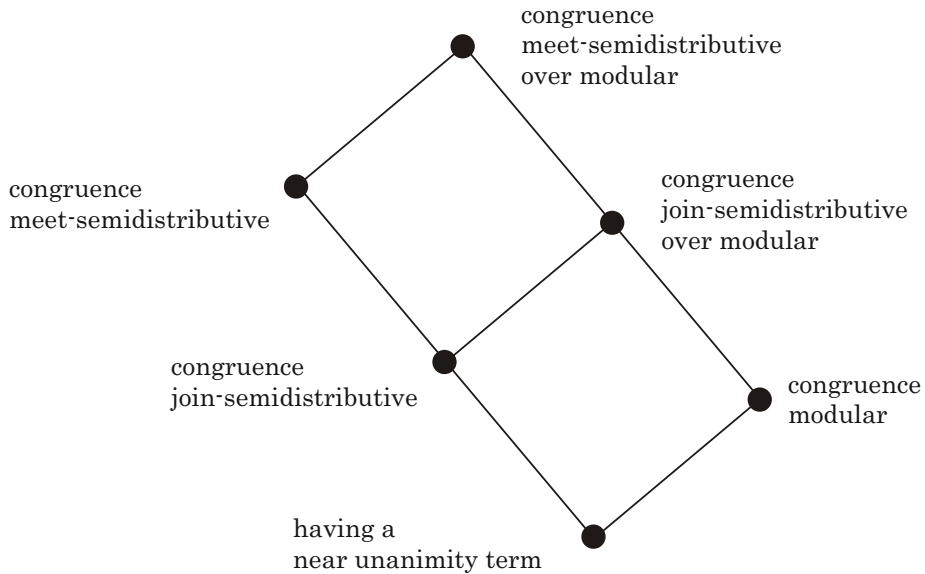 congruence
meet-semidistributive
over modular
congruence
meet-semidistributive
congruence
join-semidistributive
over modular
congruence
join-semidistributive
congruence
modular
having a
near unanimity term